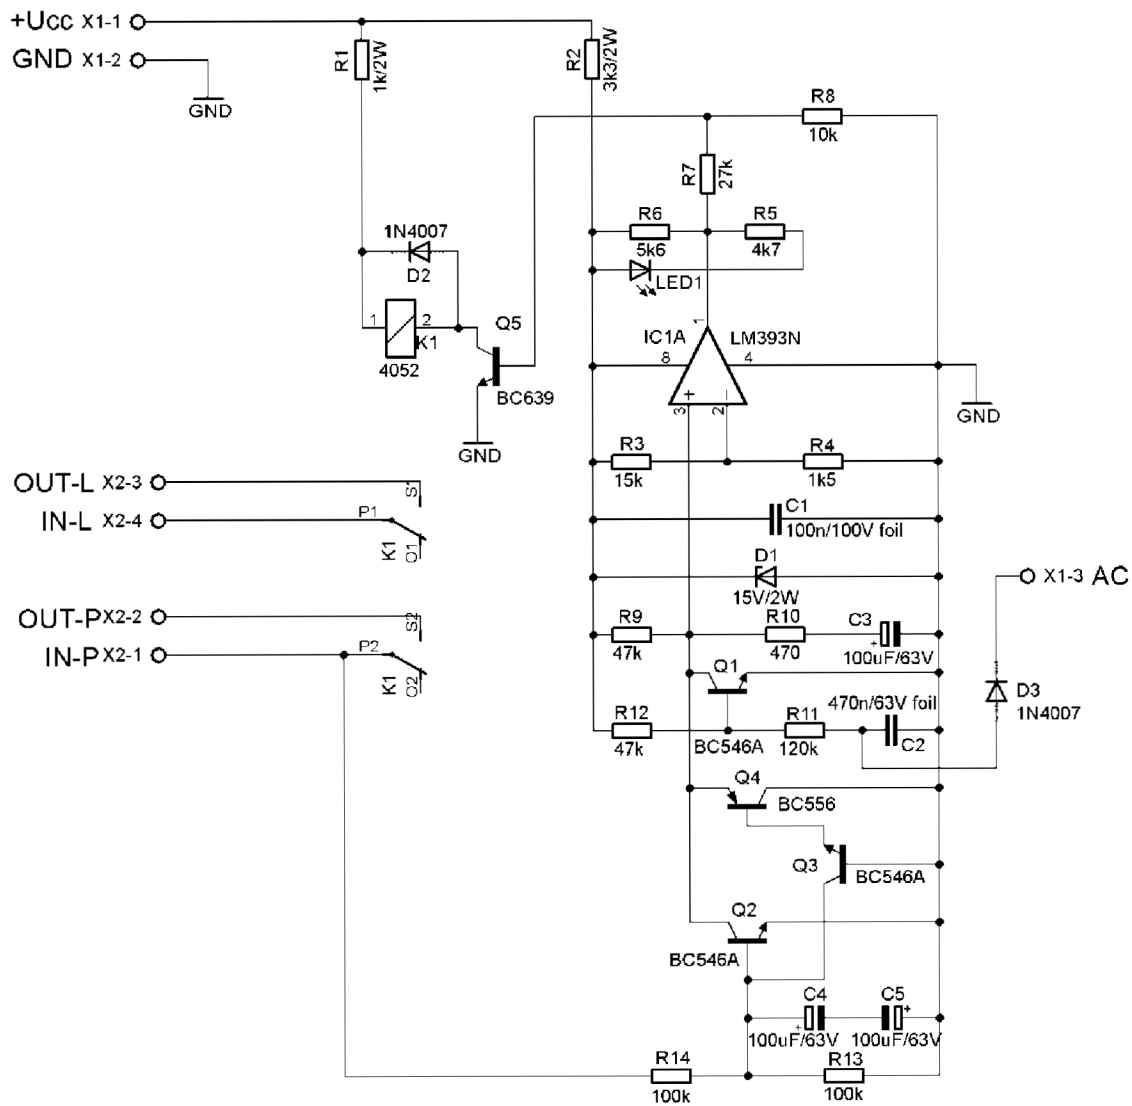 +Ucc X1-1
GND X1-2
GND
R1
1k/2W
R2
3k3/2W
R8
10k
R7
27k
R6
5k6
R5
4k7
LED1
1N4007
D2
1
2
K1
4052
Q5
BC639
GND
IC1A
LM393N
1
8
4
3
+
2
−
GND
R3
15k
R4
1k5
OUT-L X2-3
S1
IN-L X2-4
P1
K1
O1
C1
100n/100V foil
D1
15V/2W
X1-3 AC
OUT-P X2-2
S2
IN-P X2-1
P2
K1
O2
R9
47k
R10
470
C3
+
100uF/63V
Q1
BC546A
470n/63V foil
C2
D3
1N4007
R12
47k
R11
120k
Q4
BC556
Q3
BC546A
Q2
BC546A
C4
+
100uF/63V
C5
+
100uF/63V
R14
100k
R13
100k